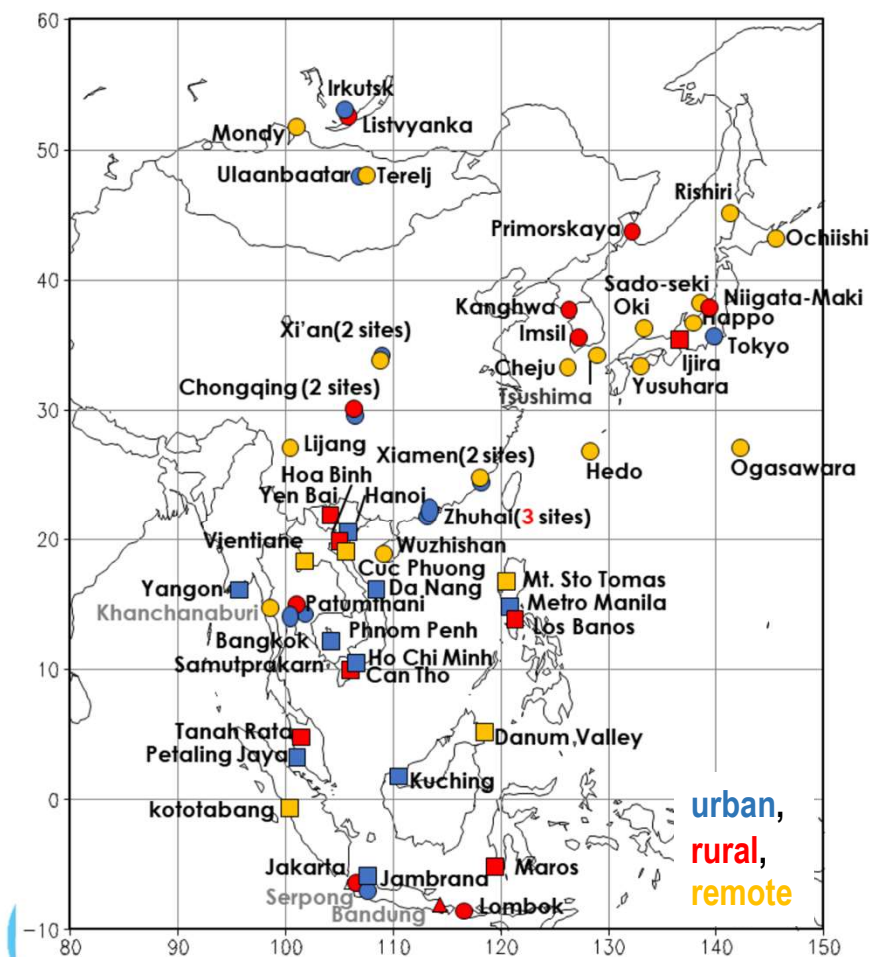 60
Irkutsk
Listvyanka
Mondy
50
Ulaanbaatar
Terelj
Rishiri
Primorskaya
Ochiishi
40
Sado-seki
Kanghwa
Oki
Niigata-Maki
Happo
Xi'an(2 sites)
Imsil
Tokyo
Cheju
Ijira
Tsushima
Yusuhara
Chongqing (2 sites)
30
Lijang
Xiamen(2 sites)
Hedo
Ogasawara
Hoa Binh
Yen Bai
Hanoi
Zhuhai(3 sites)
20
Vientiane
Wuzhishan
Cuc Phuong
Mt. Sto Tomas
Yangon
Da Nang
Metro Manila
Khanchanaburi
Patumthani
Los Banos
Bangkok
Phnom Penh
Samutprakarn
Ho Chi Minh
10
Can Tho
Tanah Rata
Danum Valley
Petaling Jaya
Kuching
0
kototabang
urban,
rural,
remote
Jakarta
Jambrand
Maros
Serpong
Bandung
Lombok
-10
80 90 100 110 120 130 140 150